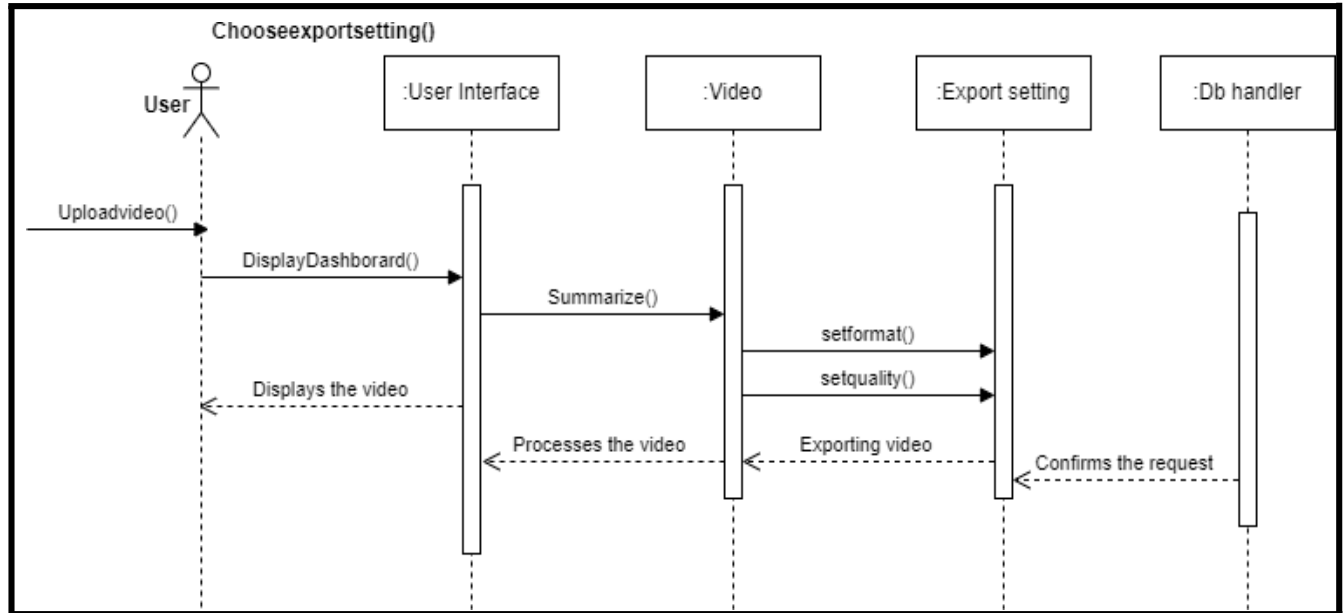 Chooseexportsetting()
User
:User Interface
:Video
:Export setting
:Db handler
Uploadvideo()
DisplayDashborard()
Summarize()
setformat()
setquality()
Displays the video
Processes the video
Exporting video
Confirms the request